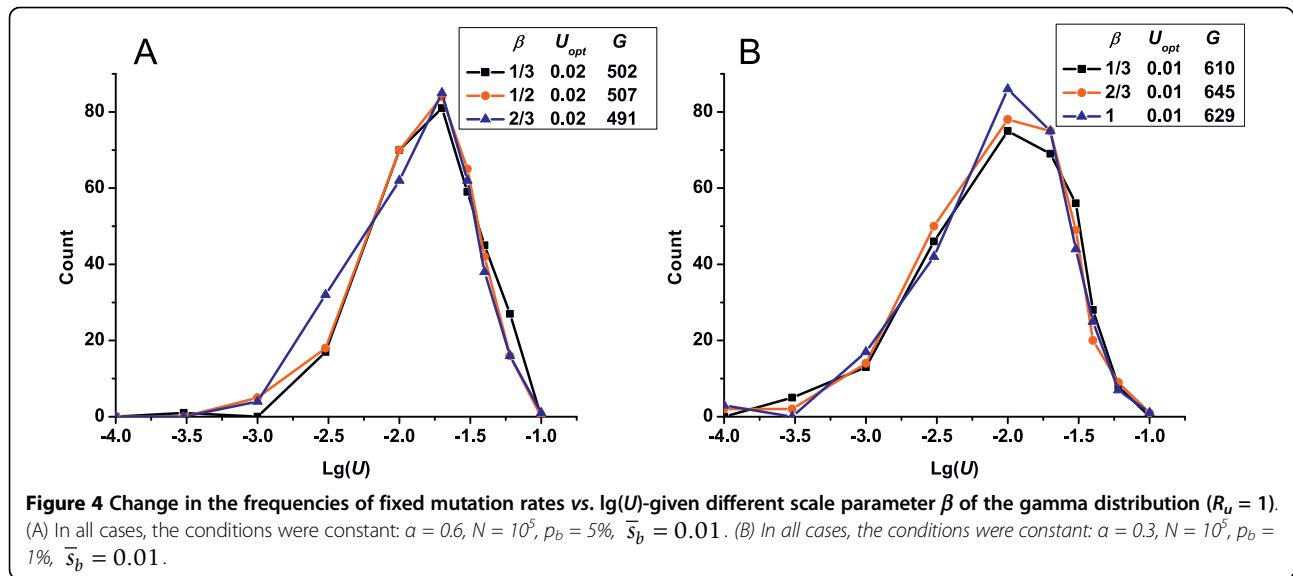 A
β U_opt G
1/3 0.02 502
1/2 0.02 507
2/3 0.02 491
Count
80
60
40
20
0
-4.0 -3.5 -3.0 -2.5 -2.0 -1.5 -1.0
Lg(U)
B
β U_opt G
1/3 0.01 610
2/3 0.01 645
1 0.01 629
Count
80
60
40
20
0
-4.0 -3.5 -3.0 -2.5 -2.0 -1.5 -1.0
Lg(U)
Figure 4 Change in the frequencies of fixed mutation rates vs. lg(U)-given different scale parameter β of the gamma distribution (R_u = 1).
(A) In all cases, the conditions were constant: α = 0.6, N = 10⁵, p_b = 5%, s̅_b = 0.01. (B) In all cases, the conditions were constant: α = 0.3, N = 10⁵, p_b =
1%, s̅_b = 0.01.